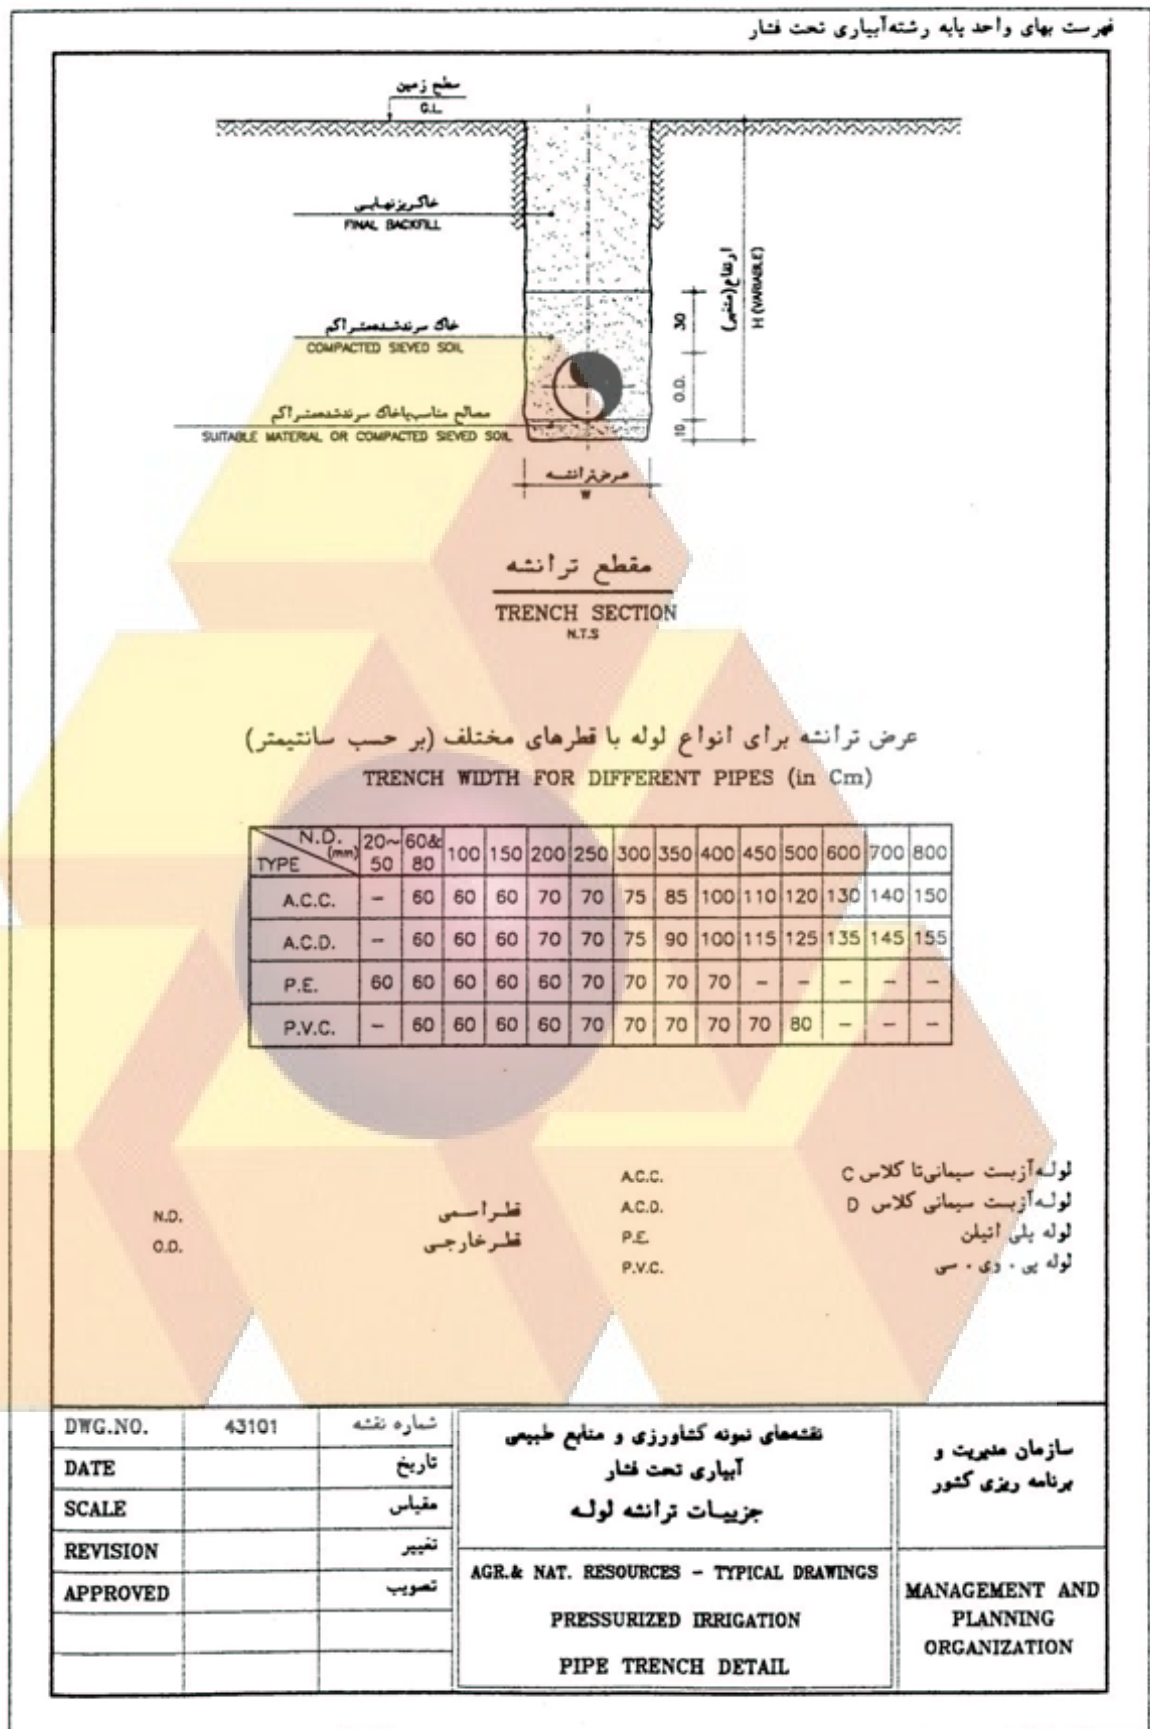 فهرست بهای واحد پایه رشته‌آبیاری تحت فشار
سطح زمین
G.L.
خاکریزنهایی
FINAL BACKFILL
خاک سرندشده‌متراکم
COMPACTED SIEVED SOIL
مصالح مناسب‌یاخاک سرندشده‌متراکم
SUITABLE MATERIAL OR COMPACTED SIEVED SOIL
30
O.D.
10
ارتفاع(متغیر)
H (VARIABLE)
عرض‌ترانشه
W
مقطع ترانشه
TRENCH SECTION
N.T.S
عرض ترانشه برای انواع لوله با قطرهای مختلف (بر حسب سانتیمتر)
TRENCH WIDTH FOR DIFFERENT PIPES (in Cm)
TYPE N.D. (mm) 20~50 60&80 100 150 200 250 300 350 400 450 500 600 700 800
A.C.C. - 60 60 60 70 70 75 85 100 110 120 130 140 150
A.C.D. - 60 60 60 70 70 75 90 100 115 125 135 145 155
P.E. 60 60 60 60 60 70 70 70 70 - - - - -
P.V.C. - 60 60 60 60 70 70 70 70 70 80 - - -
A.C.C. لوله‌آزبست سیمانی‌تا کلاس C
A.C.D. لوله‌آزبست سیمانی کلاس D
P.E. لوله پلی اتیلن
P.V.C. لوله پی . وی . سی
N.D. قطراسمی
O.D. قطرخارجی
DWG.NO. 43101 شماره نقشه
DATE تاریخ
SCALE مقیاس
REVISION تغییر
APPROVED تصویب
نقشه‌های نمونه کشاورزی و منابع طبیعی
آبیاری تحت فشار
جزییات ترانشه لوله
AGR.& NAT. RESOURCES - TYPICAL DRAWINGS
PRESSURIZED IRRIGATION
PIPE TRENCH DETAIL
سازمان مدیریت و
برنامه ریزی کشور
MANAGEMENT AND
PLANNING
ORGANIZATION